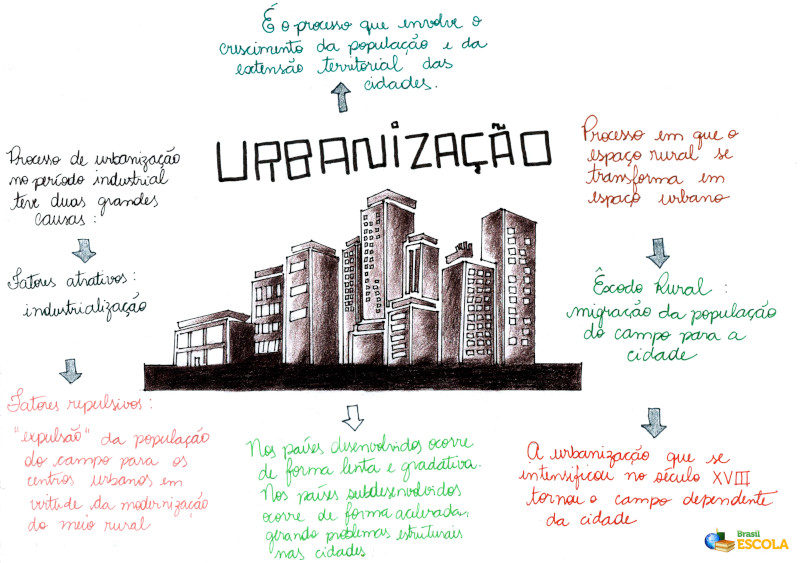 É o processo que envolve o
crescimento da população e da
extensão territorial das
cidades.
URBANIZAÇÃO
Processo de urbanização
no período industrial
teve duas grandes
causas:
Fatores atrativos:
industrialização
Fatores repulsivos:
"expulsão" da população
do campo para os
centros urbanos em
virtude da modernização
do meio rural
Nos países desenvolvidos ocorre
de forma lenta e gradativa.
Nos países subdesenvolvidos
ocorre de forma acelerada,
gerando problemas estruturais
nas cidades.
Processo em que o
espaço rural se
transforma em
espaço urbano
Êxodo Rural:
migração da população
do campo para a
cidade
A urbanização que se
intensificou no século XVIII
tornou o campo dependente
da cidade
Brasil
ESCOLA